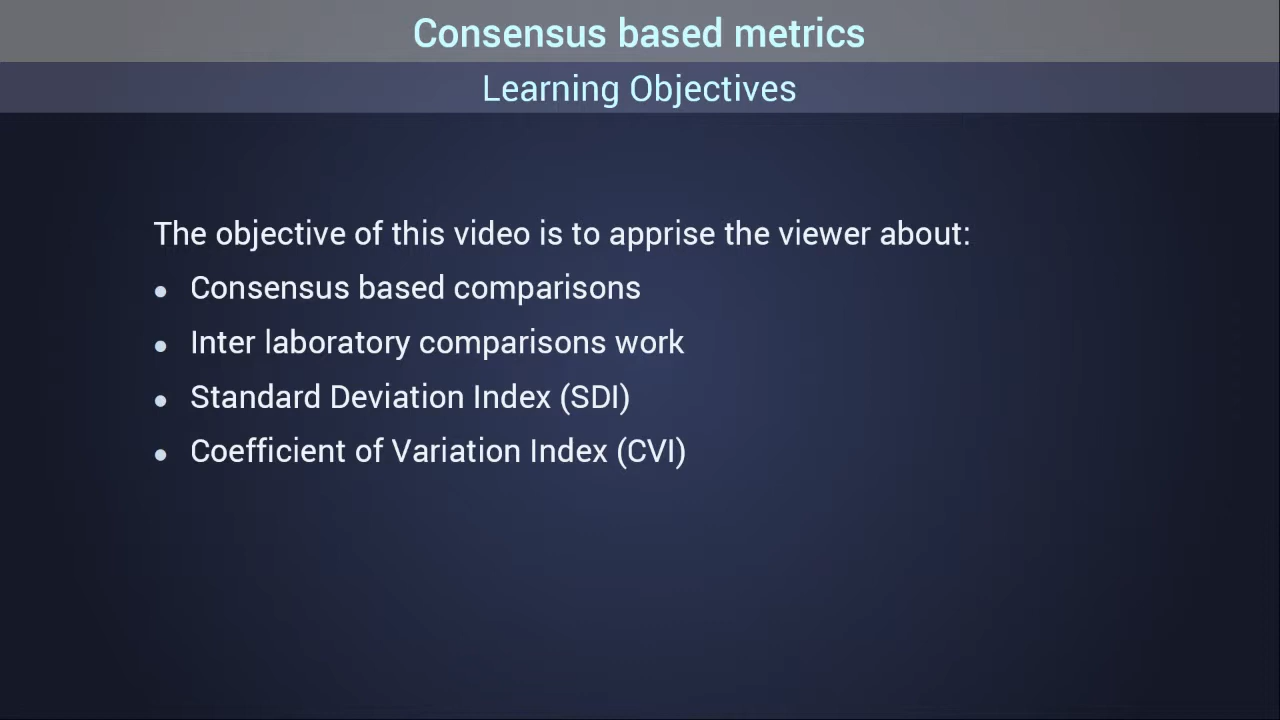 Consensus based metrics
Learning Objectives
The objective of this video is to apprise the viewer about:
● Consensus based comparisons
● Inter laboratory comparisons work
● Standard Deviation Index (SDI)
● Coefficient of Variation Index (CVI)